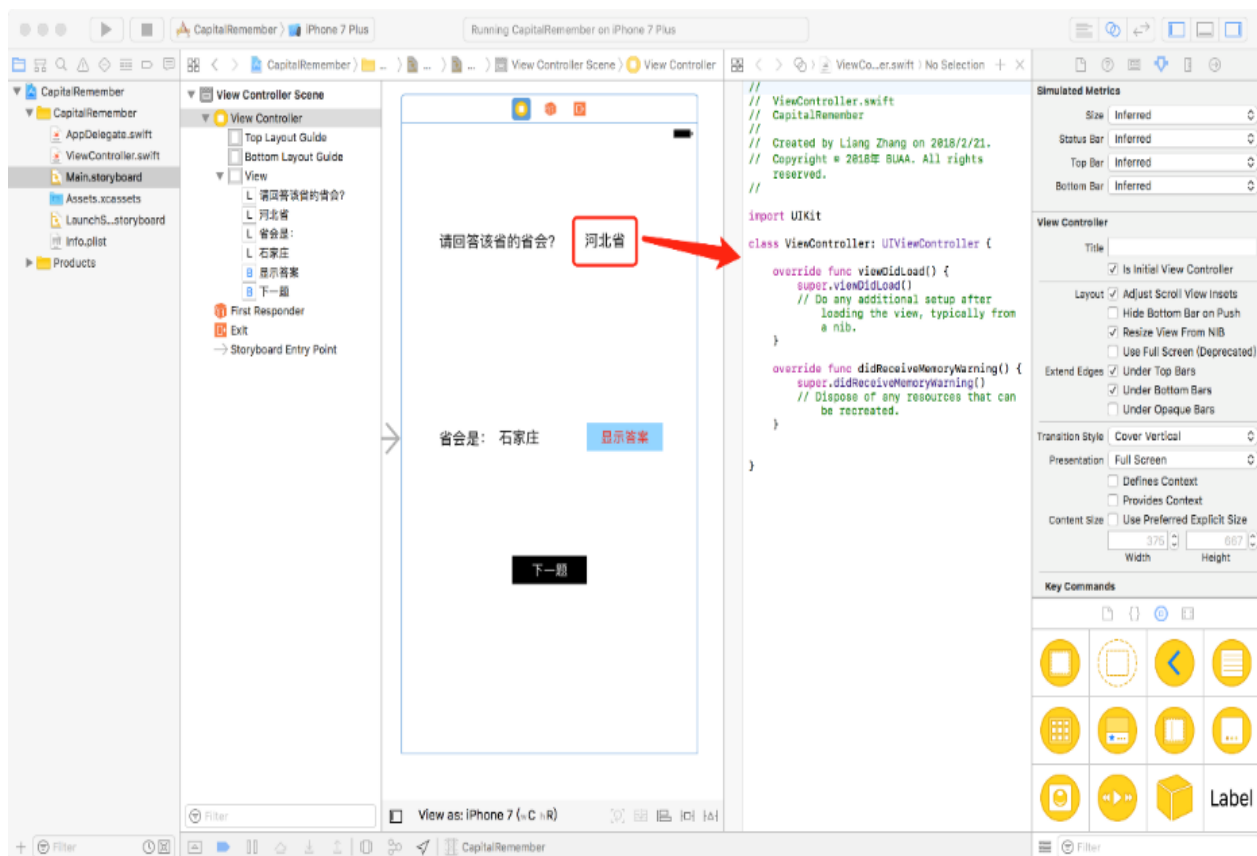 CapitalRemember
iPhone 7 Plus
Running CapitalRemember on iPhone 7 Plus
CapitalRemember
...
...
...
View Controller Scene
View Controller
ViewCo...er.swift
No Selection
CapitalRemember
CapitalRemember
AppDelegate.swift
ViewController.swift
Main.storyboard
Assets.xcassets
LaunchS...storyboard
Info.plist
Products
Filter
View Controller Scene
View Controller
Top Layout Guide
Bottom Layout Guide
View
L 请回答该省的省会?
L 河北省
L 省会是:
L 石家庄
B 显示答案
B 下一题
First Responder
Exit
Storyboard Entry Point
Filter
请回答该省的省会?
河北省
省会是: 石家庄
显示答案
下一题
View as: iPhone 7 (wC hR)
CapitalRemember
//
// ViewController.swift
// CapitalRemember
//
// Created by Liang Zhang on 2018/2/21.
// Copyright © 2018年 BUAA. All rights
reserved.
//
import UIKit
class ViewController: UIViewController {
override func viewDidLoad() {
super.viewDidLoad()
// Do any additional setup after
loading the view, typically from
a nib.
}
override func didReceiveMemoryWarning() {
super.didReceiveMemoryWarning()
// Dispose of any resources that can
be recreated.
}
}
Simulated Metrics
Size Inferred
Status Bar Inferred
Top Bar Inferred
Bottom Bar Inferred
View Controller
Title
Is Initial View Controller
Layout Adjust Scroll View Insets
Hide Bottom Bar on Push
Resize View From NIB
Use Full Screen (Deprecated)
Extend Edges Under Top Bars
Under Bottom Bars
Under Opaque Bars
Transition Style Cover Vertical
Presentation Full Screen
Defines Context
Provides Context
Content Size Use Preferred Explicit Size
375 667
Width Height
Key Commands
{}
Label
Filter